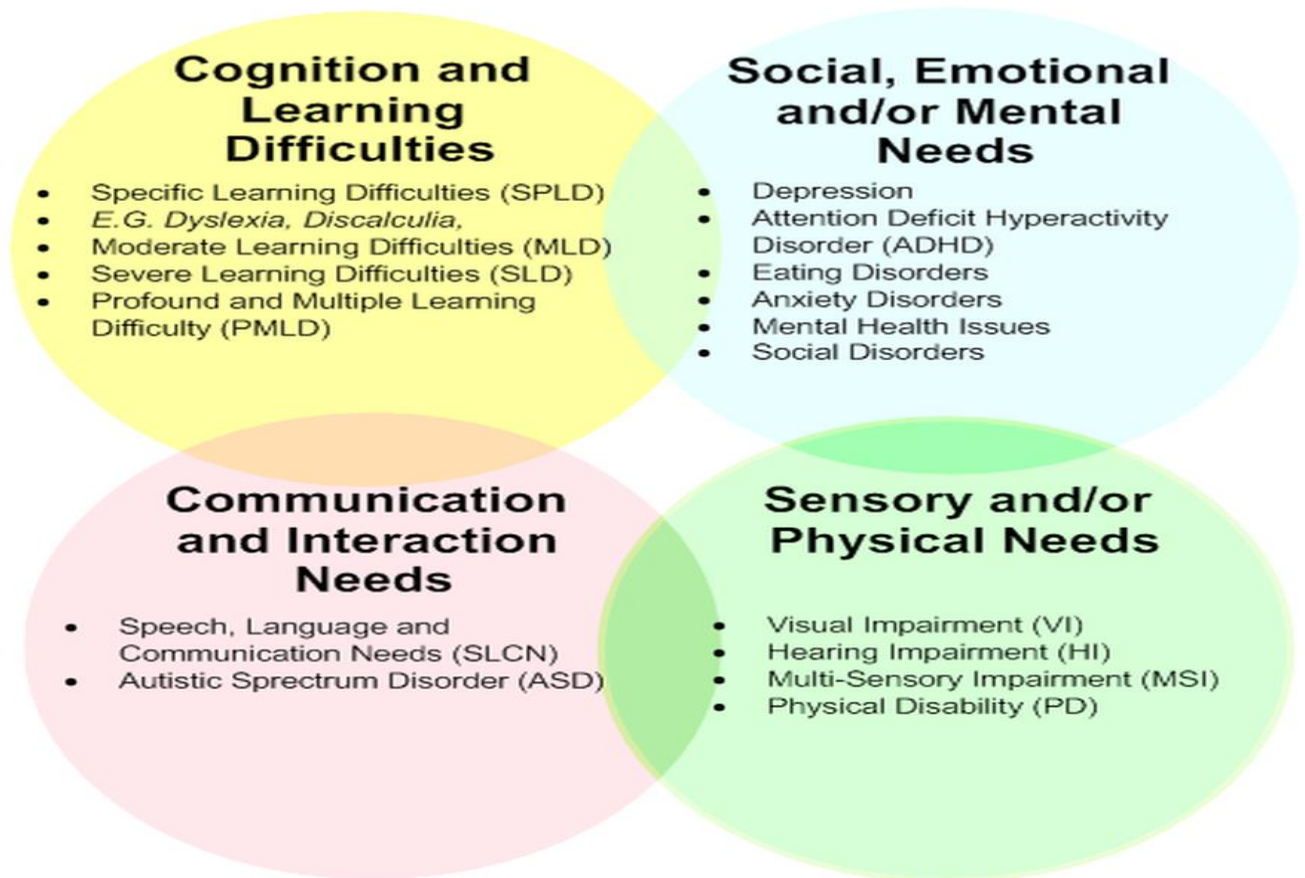 Cognition and
Learning
Difficulties
• Specific Learning Difficulties (SPLD)
• E.G. Dyslexia, Discalculia,
• Moderate Learning Difficulties (MLD)
• Severe Learning Difficulties (SLD)
• Profound and Multiple Learning
Difficulty (PMLD)
Social, Emotional
and/or Mental
Needs
• Depression
• Attention Deficit Hyperactivity
Disorder (ADHD)
• Eating Disorders
• Anxiety Disorders
• Mental Health Issues
• Social Disorders
Communication
and Interaction
Needs
• Speech, Language and
Communication Needs (SLCN)
• Autistic Sprectrum Disorder (ASD)
Sensory and/or
Physical Needs
• Visual Impairment (VI)
• Hearing Impairment (HI)
• Multi-Sensory Impairment (MSI)
• Physical Disability (PD)